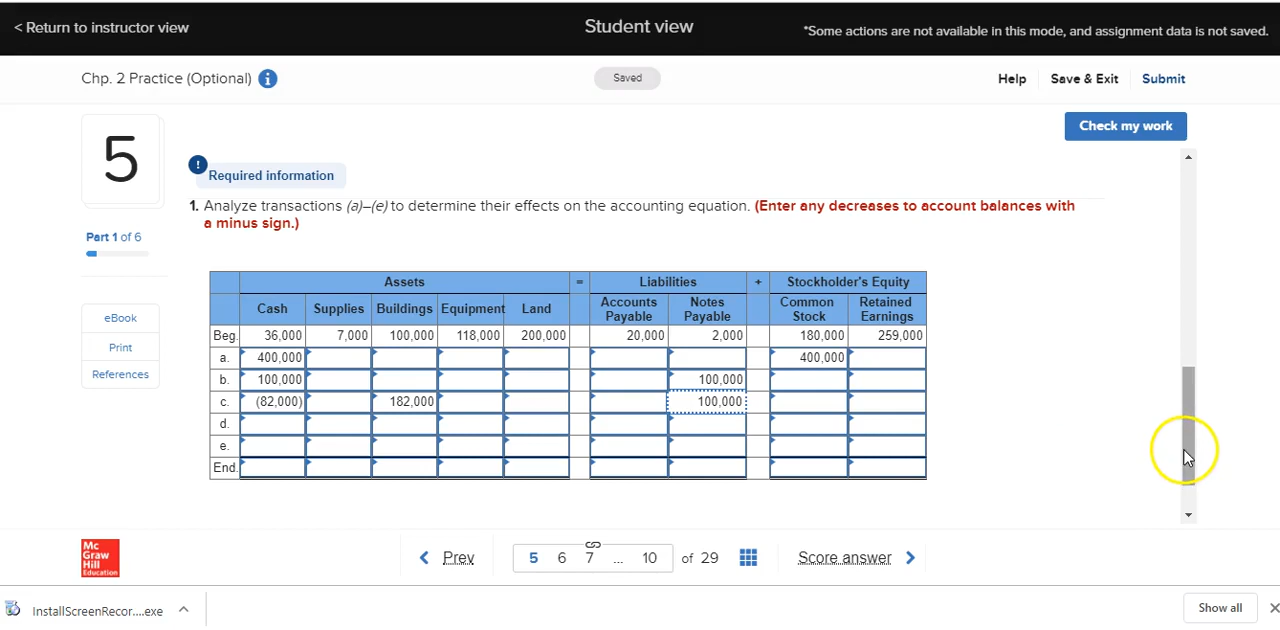 < Return to instructor view
Student view
*Some actions are not available in this mode, and assignment data is not saved.
Chp. 2 Practice (Optional) i
Saved
Help
Save & Exit
Submit
5
Check my work
!
Required information
1. Analyze transactions (a)–(e) to determine their effects on the accounting equation. (Enter any decreases to account balances with
a minus sign.)
Part 1 of 6
eBook
Print
References
Assets = Liabilities + Stockholder's Equity
Cash Supplies Buildings Equipment Land Accounts Payable Notes Payable Common Stock Retained Earnings
Beg. 36,000 7,000 100,000 118,000 200,000 20,000 2,000 180,000 259,000
a. 400,000 400,000
b. 100,000 100,000
c. (82,000) 182,000 100,000
d.
e.
End.
Mc
Graw
Hill
Education
< Prev
5 6 7 ... 10 of 29
Score answer >
InstallScreenRecor....exe
Show all